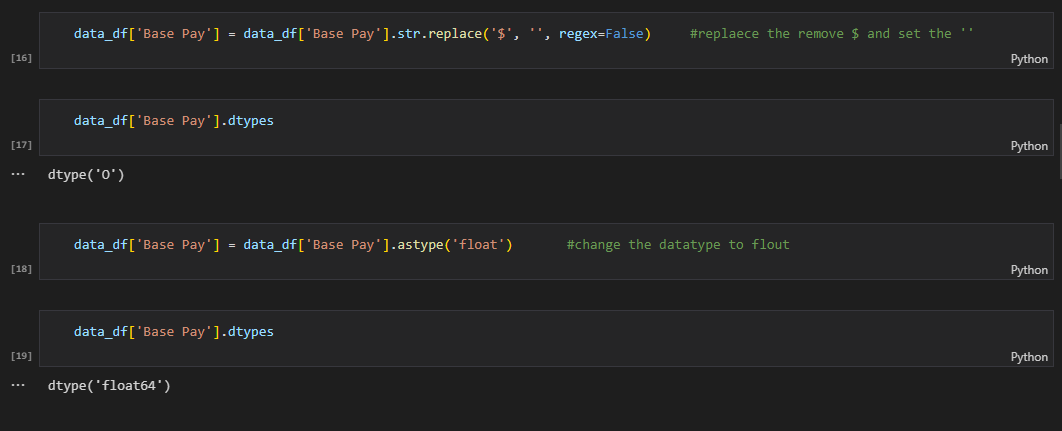 data_df['Base Pay'] = data_df['Base Pay'].str.replace('$', '', regex=False)     #replaece the remove $ and set the ''
[16]
Python
data_df['Base Pay'].dtypes
[17]
Python
... dtype('O')
data_df['Base Pay'] = data_df['Base Pay'].astype('float')       #change the datatype to flout
[18]
Python
data_df['Base Pay'].dtypes
[19]
Python
... dtype('float64')